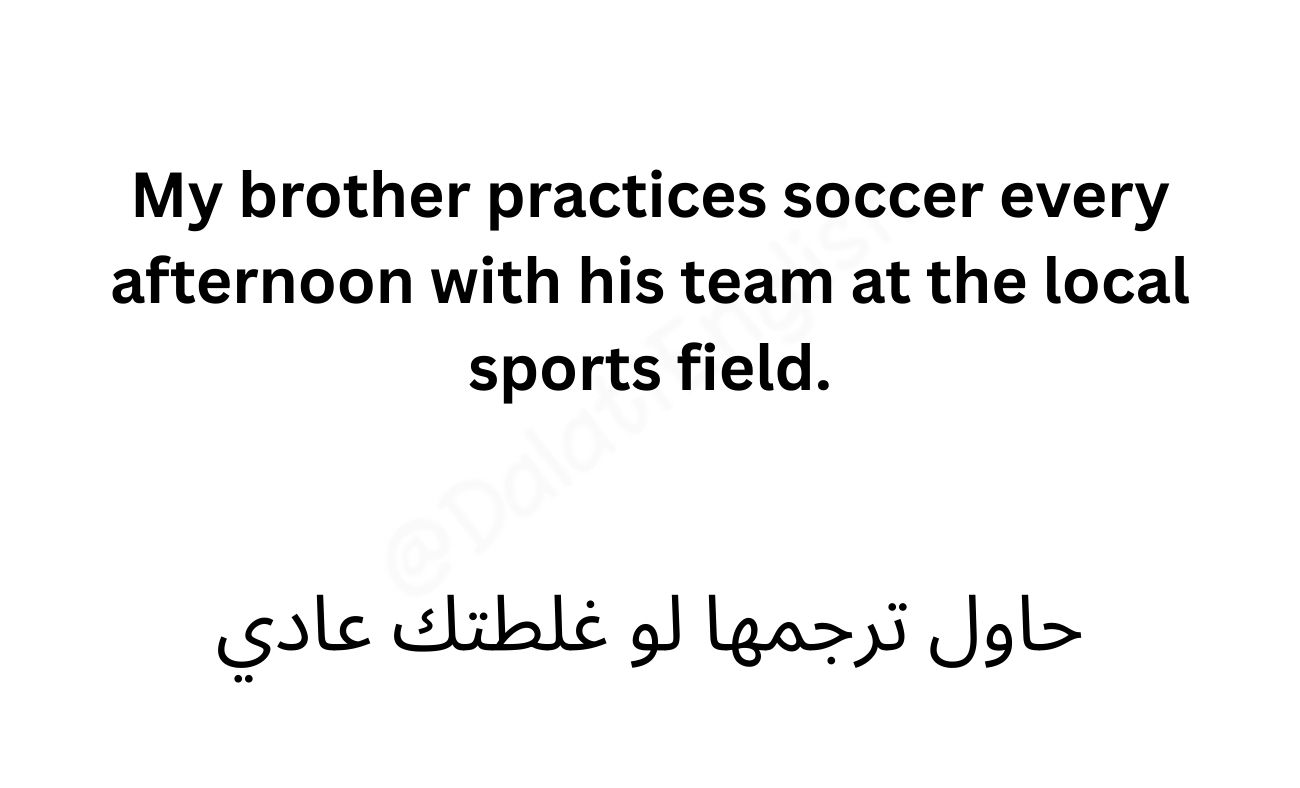 My brother practices soccer every
afternoon with his team at the local
sports field.
@DalatEnglish
حاول ترجمها لو غلطتك عادي